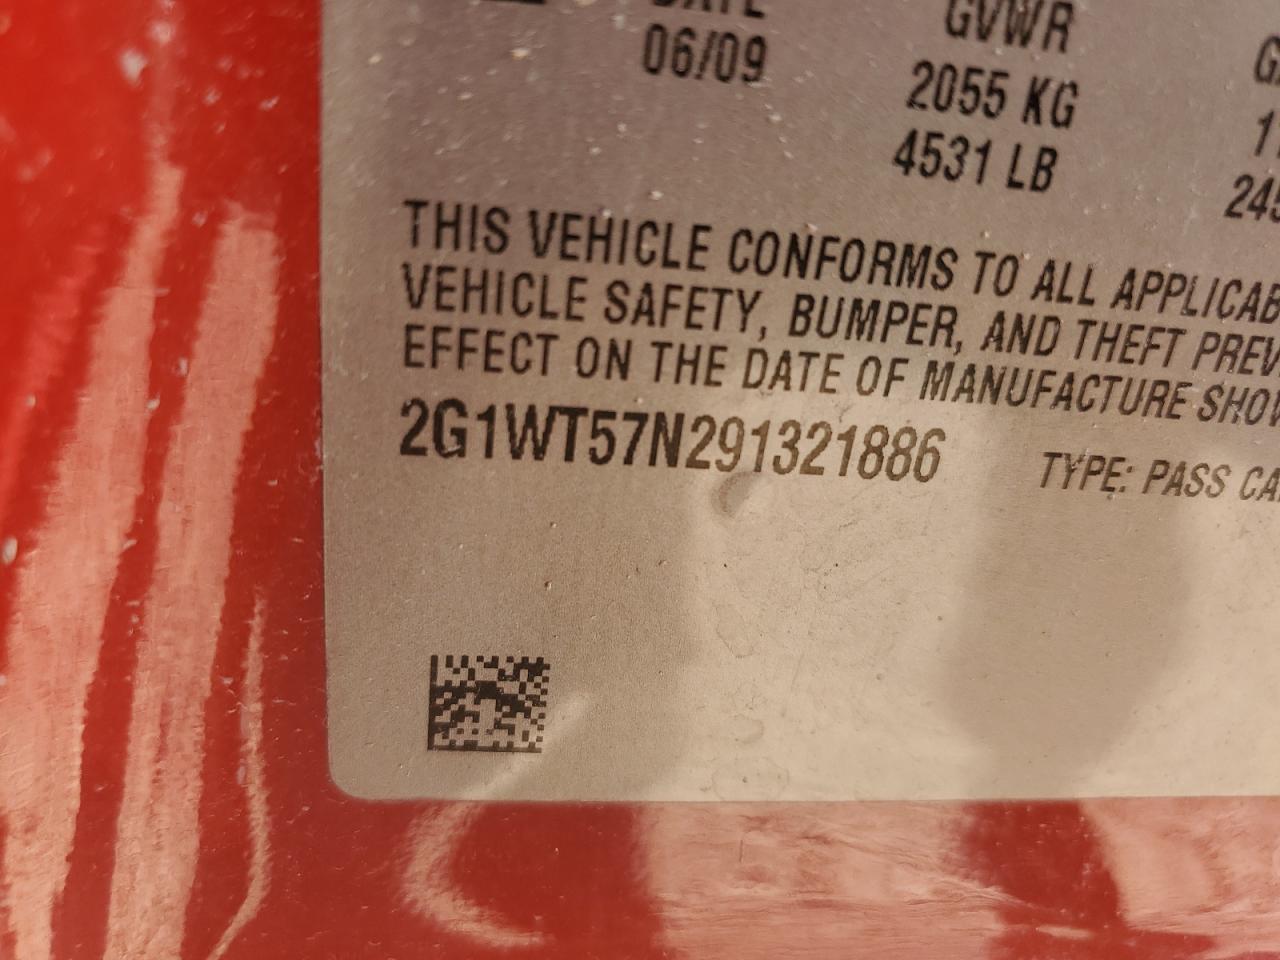 DATE GVWR
06/09 2055 KG
4531 LB
THIS VEHICLE CONFORMS TO ALL
VEHICLE SAFETY, BUMPER, AND THEFT
EFFECT ON THE DATE OF MANUFACTURE
2G1WT57N291321886 TYPE: PASS